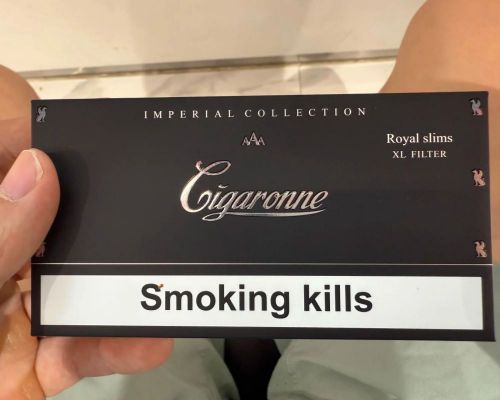 IMPERIAL COLLECTION
AAA
Royal slims
XL FILTER
Cigaronne
Smoking kills